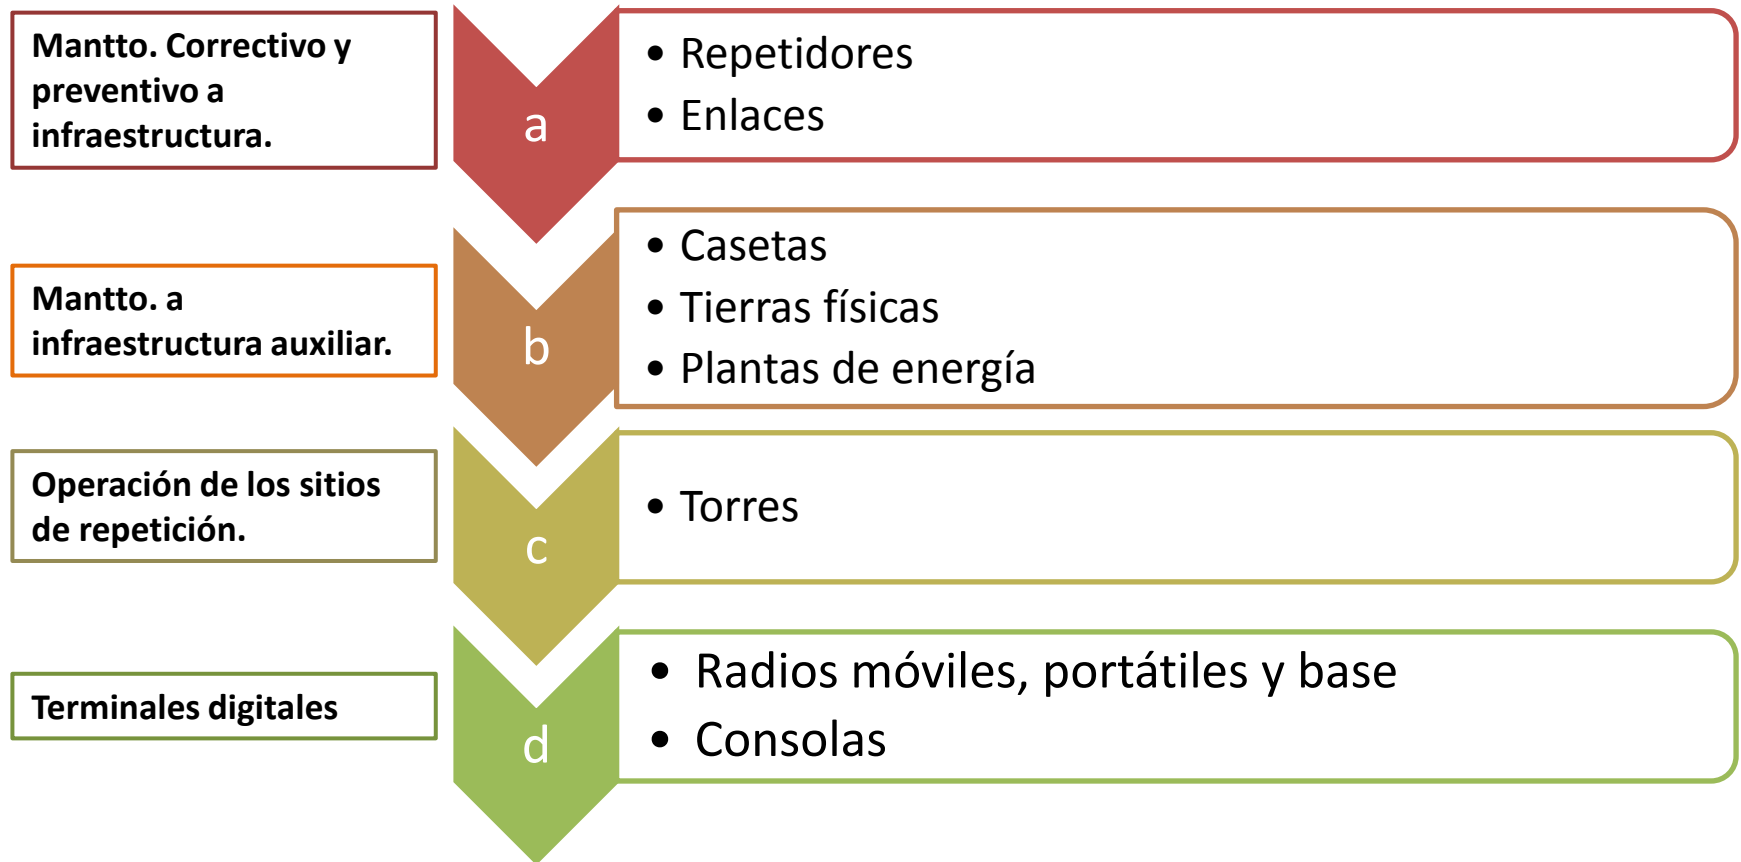 Mantto. Correctivo y
preventivo a
infraestructura.
a
• Repetidores
• Enlaces
Mantto. a
infraestructura auxiliar.
b
• Casetas
• Tierras físicas
• Plantas de energía
Operación de los sitios
de repetición.
c
• Torres
Terminales digitales
d
• Radios móviles, portátiles y base
• Consolas